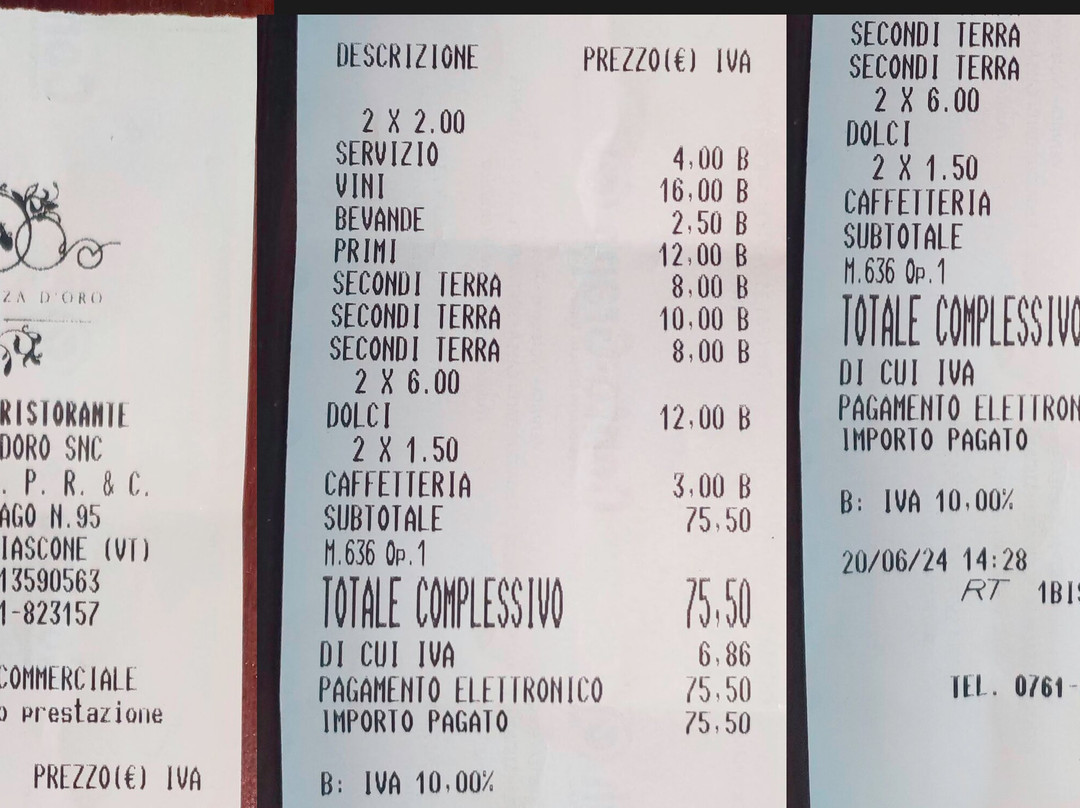 ZA D'ORO
RISTORANTE
DORO SNC
. P. R. & C.
AGO N.95
IASCONE (VT)
13590563
1-823157
COMMERCIALE
o prestazione
PREZZO(€) IVA
DESCRIZIONE PREZZO(€) IVA
2 X 2.00
SERVIZIO 4,00 B
VINI 16,00 B
BEVANDE 2,50 B
PRIMI 12,00 B
SECONDI TERRA 8,00 B
SECONDI TERRA 10,00 B
SECONDI TERRA 8,00 B
2 X 6.00
DOLCI 12,00 B
2 X 1.50
CAFFETTERIA 3,00 B
SUBTOTALE 75,50
M.636 Op.1
TOTALE COMPLESSIVO 75,50
DI CUI IVA 6,86
PAGAMENTO ELETTRONICO 75,50
IMPORTO PAGATO 75,50
B: IVA 10,00%
SECONDI TERRA
SECONDI TERRA
2 X 6.00
DOLCI
2 X 1.50
CAFFETTERIA
SUBTOTALE
M.636 Op.1
TOTALE COMPLESSIVO
DI CUI IVA
PAGAMENTO ELETTRON
IMPORTO PAGATO
B: IVA 10,00%
20/06/24 14:28
RT 1BIS
TEL. 0761-